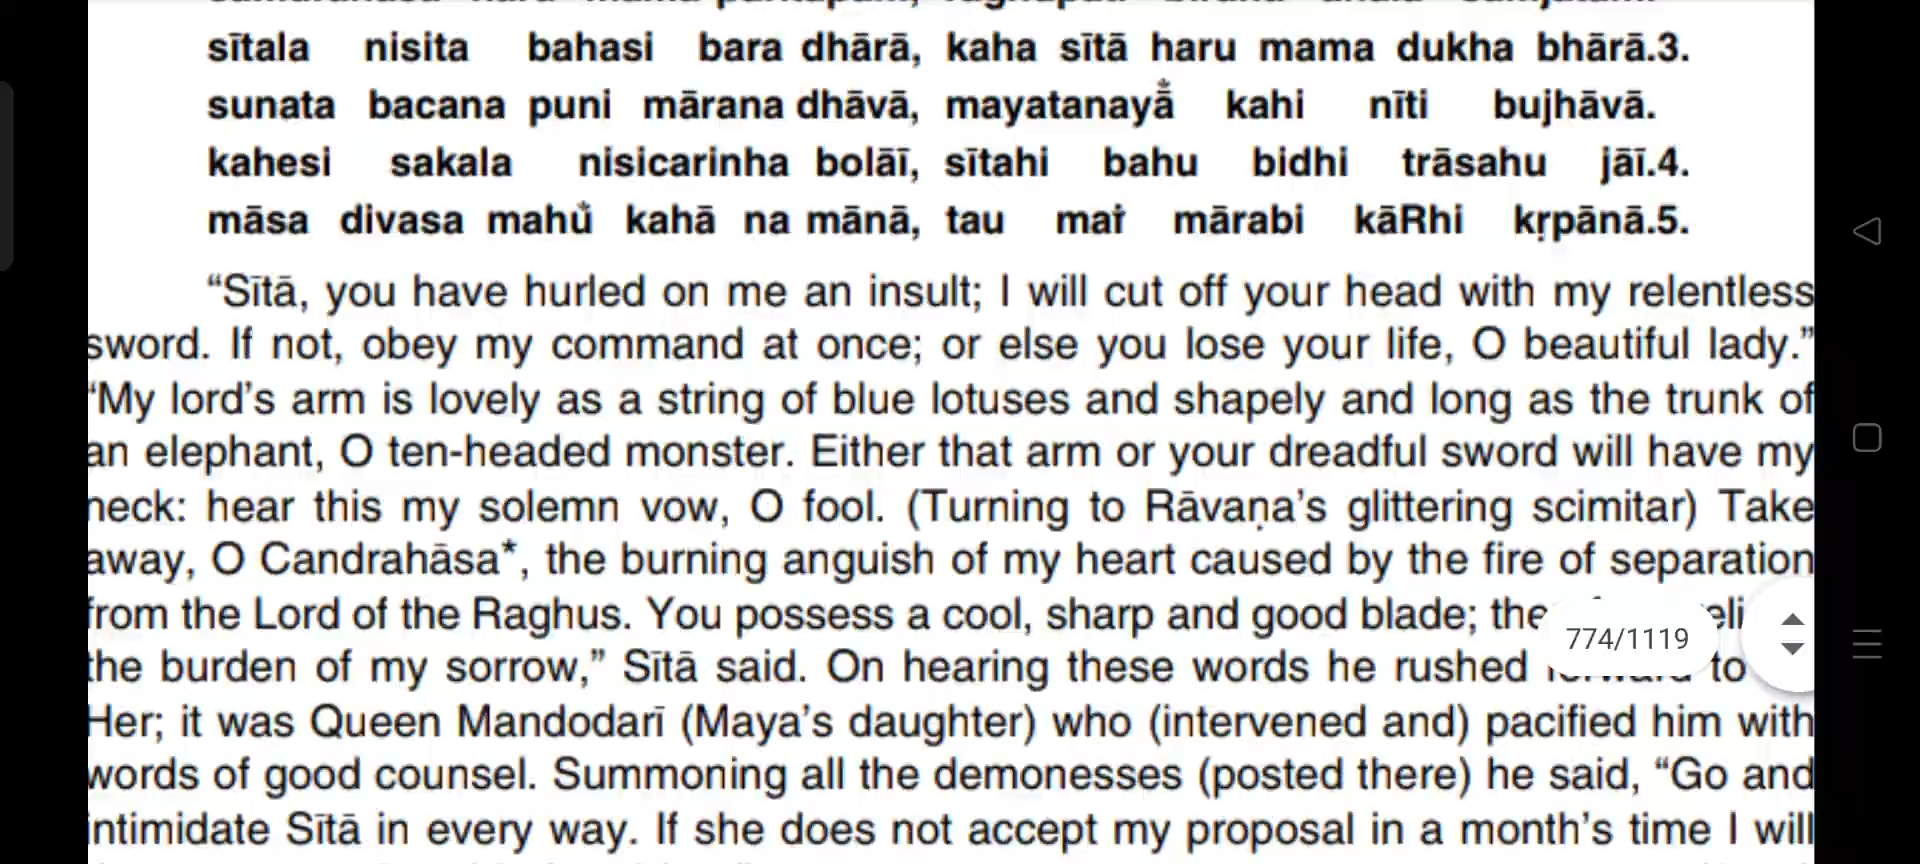 sītala nisita bahasi bara dhārā, kaha sītā haru mama dukha bhārā.3.
sunata bacana puni mārana dhāvā, mayatanayā̐ kahi nīti bujhāvā.
kahesi sakala nisicarinha bolāī, sītahi bahu bidhi trāsahu jāī.4.
māsa divasa mahu̐ kahā na mānā, tau maı̐ mārabi kāRhi kṛpānā.5.
“Sītā, you have hurled on me an insult; I will cut off your head with my relentless
sword. If not, obey my command at once; or else you lose your life, O beautiful lady.”
“My lord’s arm is lovely as a string of blue lotuses and shapely and long as the trunk of
an elephant, O ten-headed monster. Either that arm or your dreadful sword will have my
neck: hear this my solemn vow, O fool. (Turning to Rāvaṇa’s glittering scimitar) Take
away, O Candrahāsa*, the burning anguish of my heart caused by the fire of separation
from the Lord of the Raghus. You possess a cool, sharp and good blade;
774/1119
the burden of my sorrow,” Sītā said. On hearing these words he rushed to
Her; it was Queen Mandodarī (Maya’s daughter) who (intervened and) pacified him with
words of good counsel. Summoning all the demonesses (posted there) he said, “Go and
intimidate Sītā in every way. If she does not accept my proposal in a month’s time I will